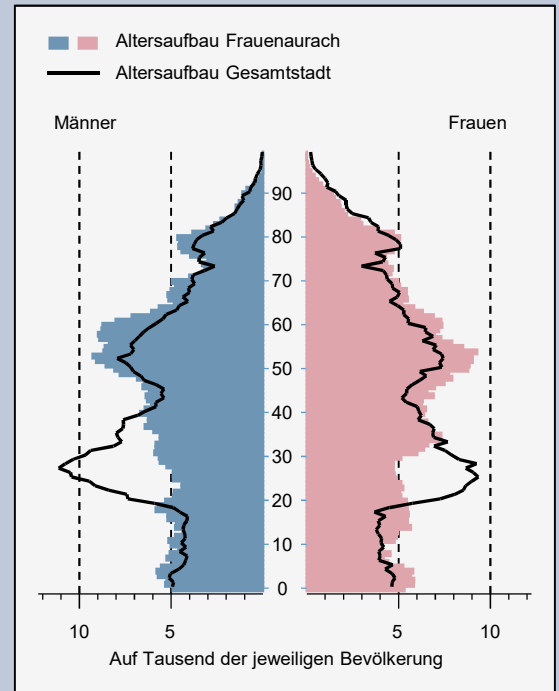 Altersaufbau Frauenaurach
Altersaufbau Gesamtstadt
Männer Frauen
90
80
70
60
50
40
30
20
10
0
10 5 5 10
Auf Tausend der jeweiligen Bevölkerung